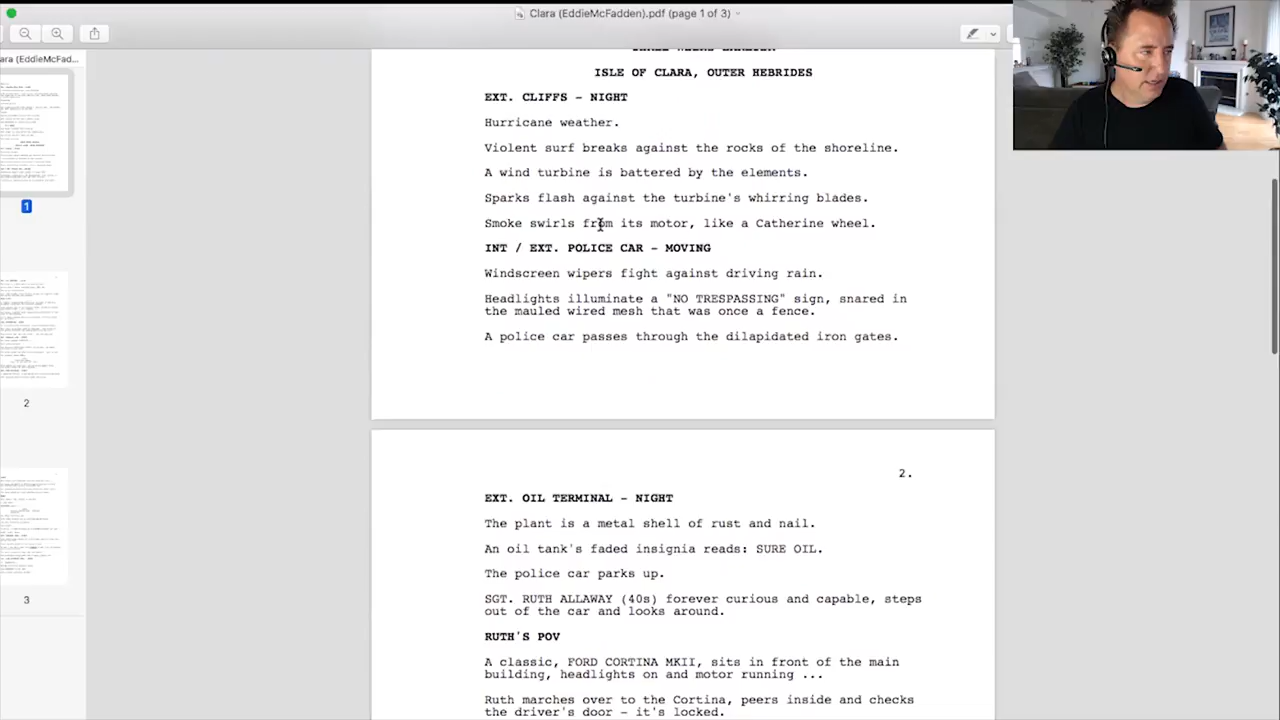 Clara (EddieMcFadden).pdf (page 1 of 3)
ara (EddieMcFad...
THREE WEEKS EARLIER
ISLE OF CLARA, OUTER HEBRIDES
EXT. CLIFFS - NIGHT
Hurricane weather.
Violent surf breaks against the rocks of the shoreline.
A wind turbine is battered by the elements.
Sparks flash against the turbine's whirring blades.
Smoke swirls from its motor, like a Catherine wheel.
INT / EXT. POLICE CAR - MOVING
Windscreen wipers fight against driving rain.
Headlights illuminate a "NO TRESPESSING" sign, snared in
the mangled wired mesh that was once a fence.
A police car passes through the dilapidated iron gates.
2.
EXT. OIL TERMINAL - NIGHT
The plant is a metal shell of rust and nail.
An oil tank's faded insignia reads: SURE OIL.
The police car parks up.
SGT. RUTH ALLAWAY (40s) forever curious and capable, steps
out of the car and looks around.
RUTH'S POV
A classic, FORD CORTINA MKII, sits in front of the main
building, headlights on and motor running ...
Ruth marches over to the Cortina, peers inside and checks
the driver's door - it's locked.
1
2
3